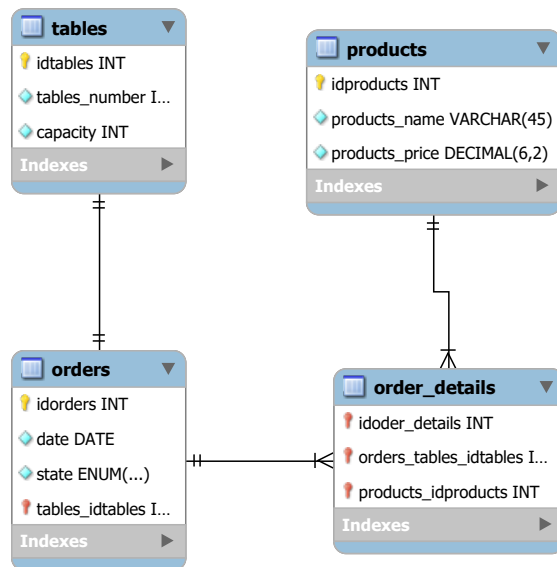 tables
idtables INT
tables_number I...
capacity INT
Indexes
products
idproducts INT
products_name VARCHAR(45)
products_price DECIMAL(6,2)
Indexes
orders
idorders INT
date DATE
state ENUM(...)
tables_idtables I...
Indexes
order_details
idoder_details INT
orders_tables_idtables I...
products_idproducts INT
Indexes